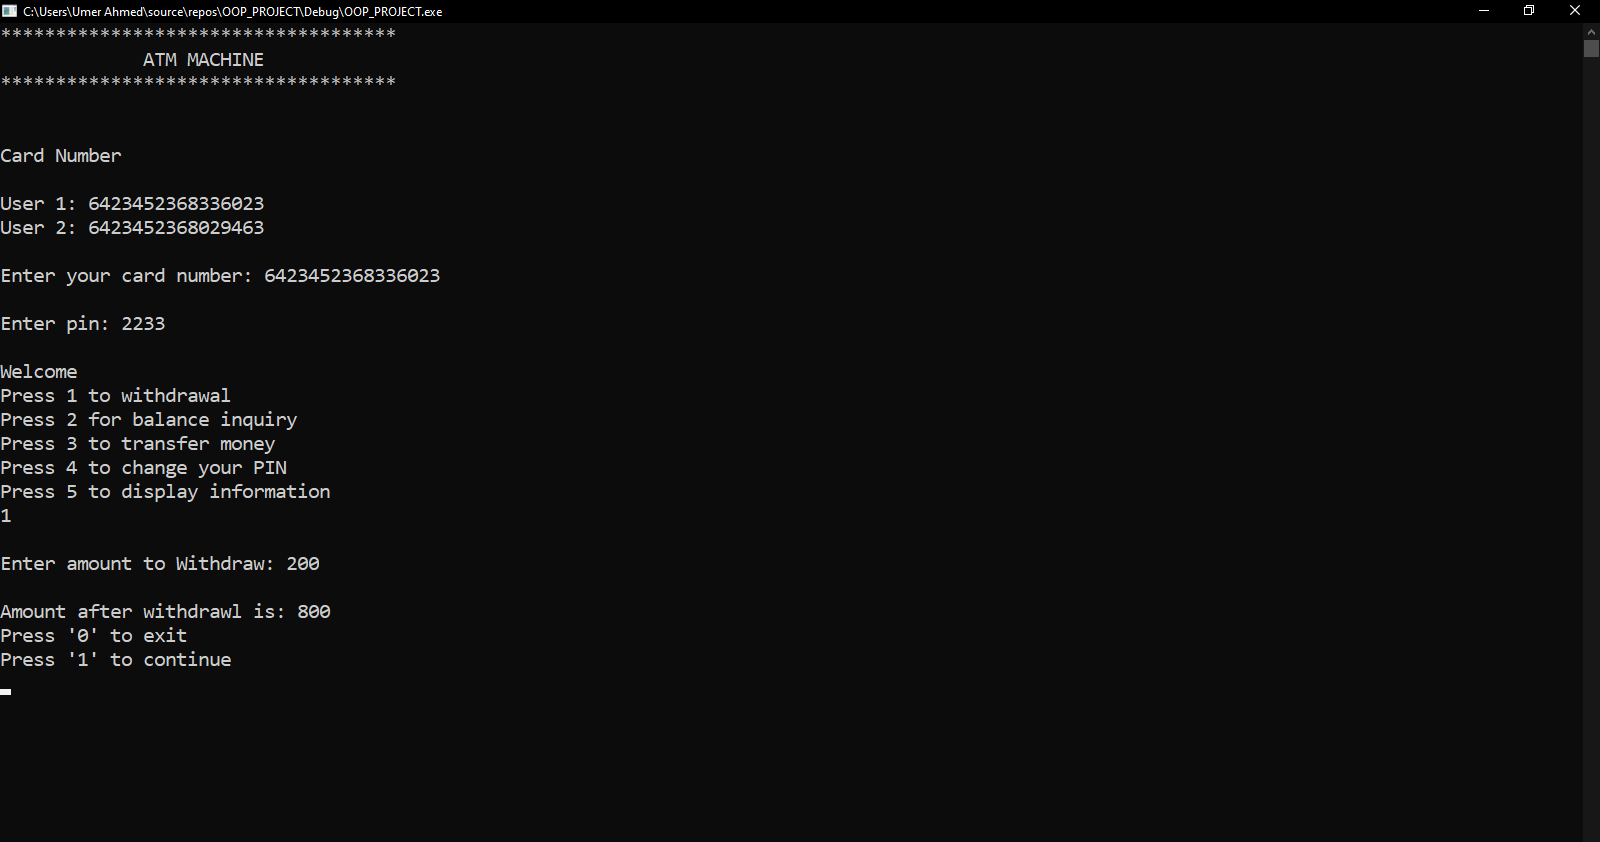 C:\Users\Umer Ahmed\source\repos\OOP_PROJECT\Debug\OOP_PROJECT.exe
************************************
ATM MACHINE
************************************
Card Number
User 1: 6423452368336023
User 2: 6423452368029463
Enter your card number: 6423452368336023
Enter pin: 2233
Welcome
Press 1 to withdrawal
Press 2 for balance inquiry
Press 3 to transfer money
Press 4 to change your PIN
Press 5 to display information
1
Enter amount to Withdraw: 200
Amount after withdrawl is: 800
Press '0' to exit
Press '1' to continue